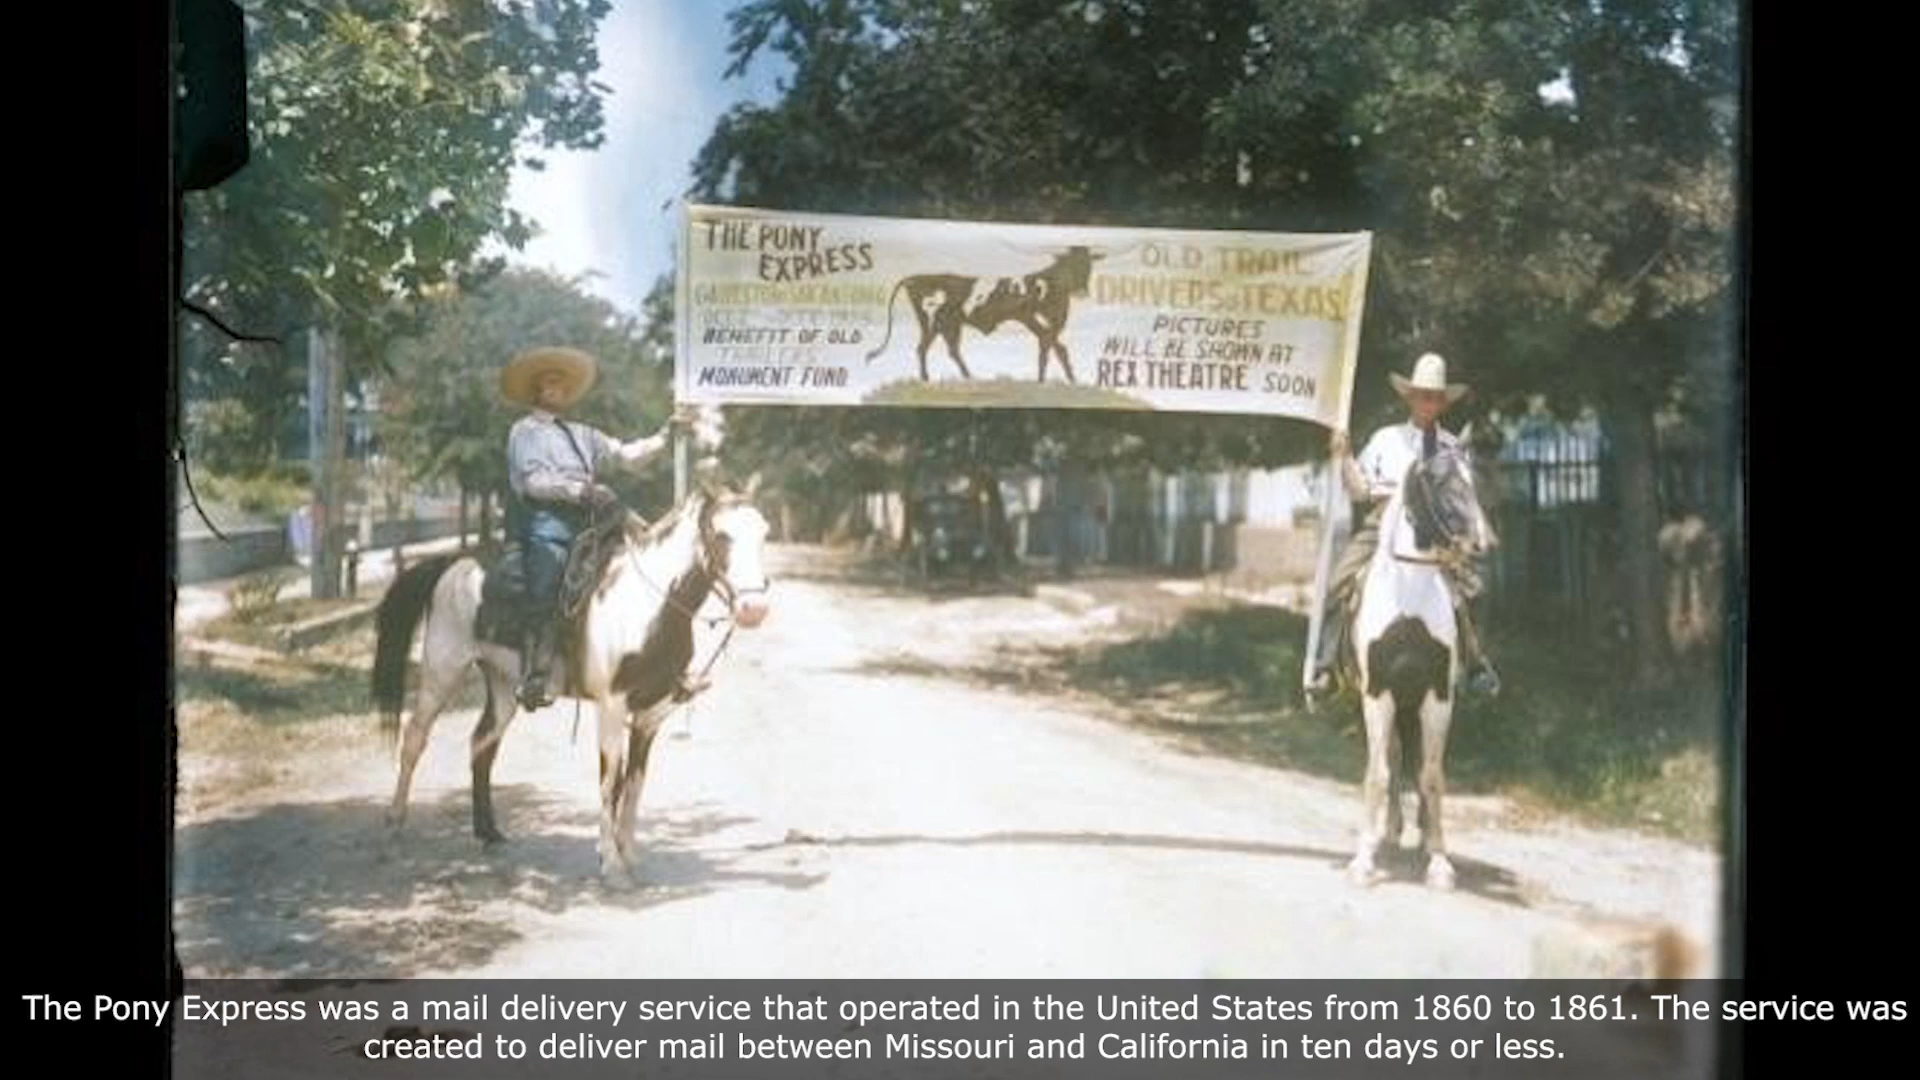 THE PONY
EXPRESS
BENEFIT OF OLD
TRAILERS
MONUMENT FUND
OLD TRAIL
DRIVERS TEXAS
PICTURES
WILL BE SHOWN AT
REX THEATRE SOON
The Pony Express was a mail delivery service that operated in the United States from 1860 to 1861. The service was
created to deliver mail between Missouri and California in ten days or less.